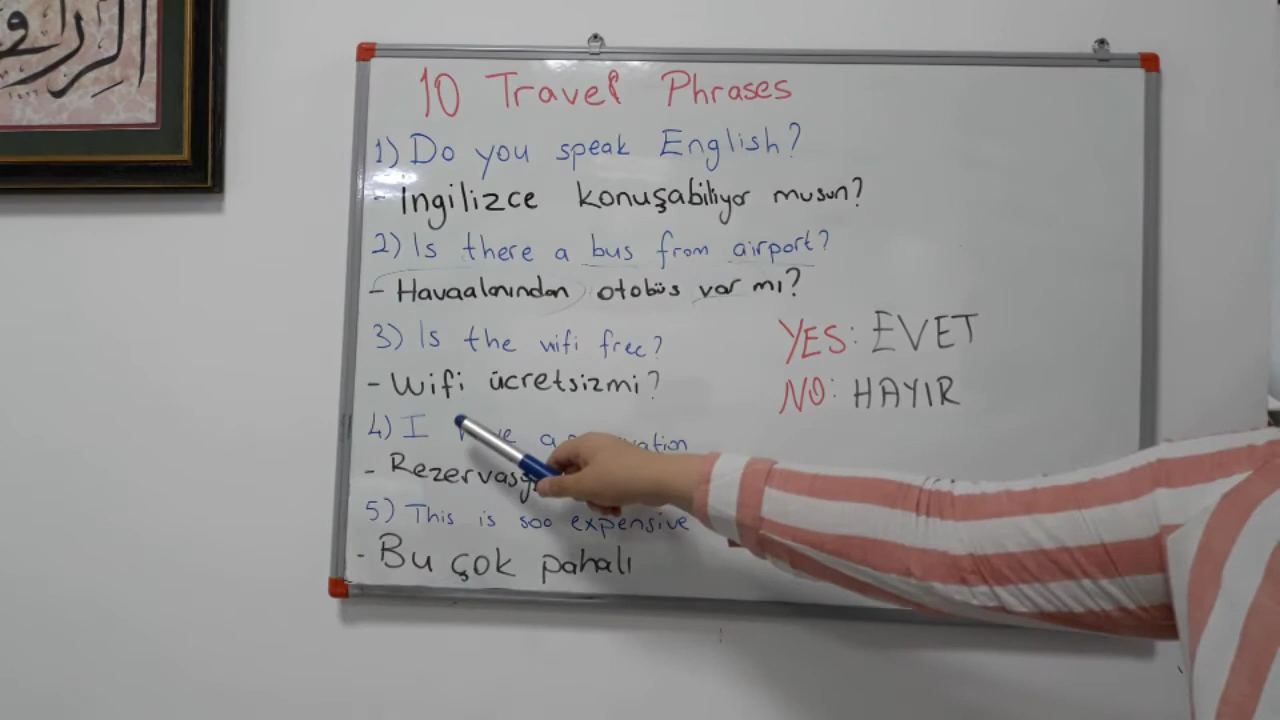 10 Travel Phrases
1) Do you speak English?
- İngilizce konuşabiliyor musun?
2) Is there a bus from airport?
- Havaalanından otobüs var mı?
3) Is the wifi free?
- Wifi ücretsizmi?
YES: EVET
NO: HAYIR
4) I
5) This is soo expensive
- Bu çok pahalı